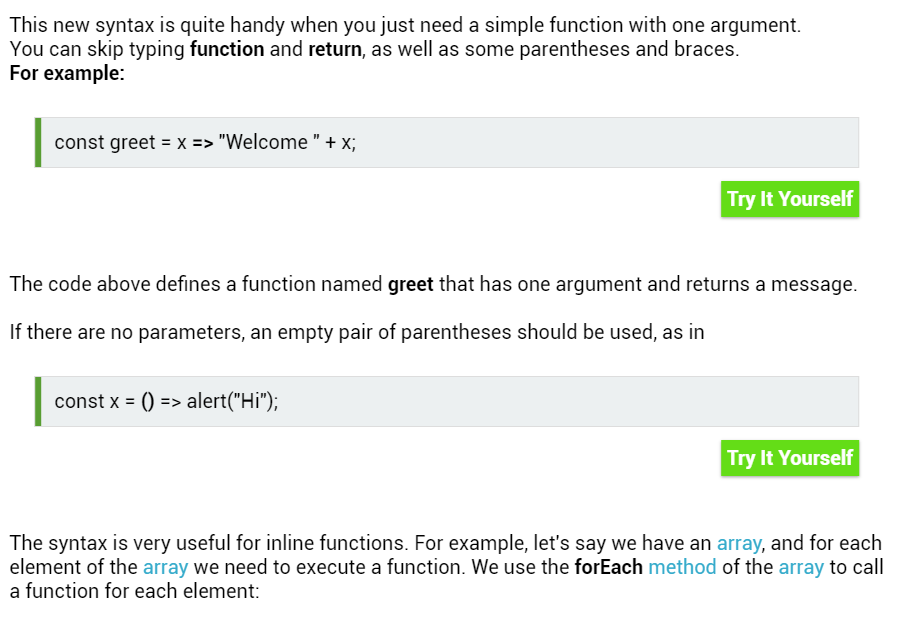 This new syntax is quite handy when you just need a simple function with one argument.
You can skip typing function and return, as well as some parentheses and braces.
For example:
const greet = x => "Welcome " + x;
Try It Yourself
The code above defines a function named greet that has one argument and returns a message.
If there are no parameters, an empty pair of parentheses should be used, as in
const x = () => alert("Hi");
Try It Yourself
The syntax is very useful for inline functions. For example, let's say we have an array, and for each
element of the array we need to execute a function. We use the forEach method of the array to call
a function for each element: